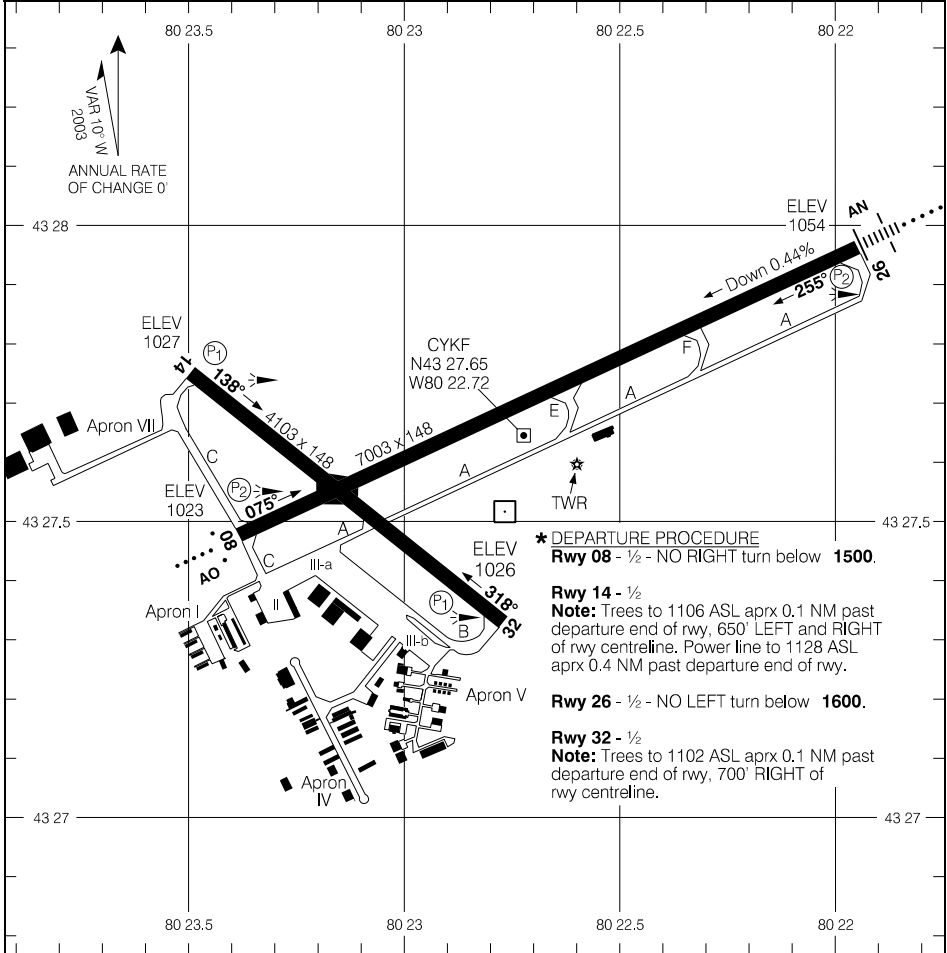 80 23.5
80 23
80 22.5
80 22
VAR 10° W
2003
ANNUAL RATE
OF CHANGE 0'
43 28
ELEV
1054
AN
26
Down 0.44%
255°
P2
A
ELEV
1027
P1
14
138°
4103 x 148
CYKF
N43 27.65
W80 22.72
F
A
E
7003 x 148
A
Apron VII
C
P2
075°
ELEV
1023
08
AO
TWR
43 27.5
43 27.5
A
C
III-a
II
Apron I
ELEV
1026
318°
32
P1
B
III-b
Apron V
Apron
IV
* DEPARTURE PROCEDURE
Rwy 08 - ½ - NO RIGHT turn below 1500.
Rwy 14 - ½
Note: Trees to 1106 ASL aprx 0.1 NM past
departure end of rwy, 650' LEFT and RIGHT
of rwy centreline. Power line to 1128 ASL
aprx 0.4 NM past departure end of rwy.
Rwy 26 - ½ - NO LEFT turn below 1600.
Rwy 32 - ½
Note: Trees to 1102 ASL aprx 0.1 NM past
departure end of rwy, 700' RIGHT of
rwy centreline.
43 27
43 27
80 23.5
80 23
80 22.5
80 22